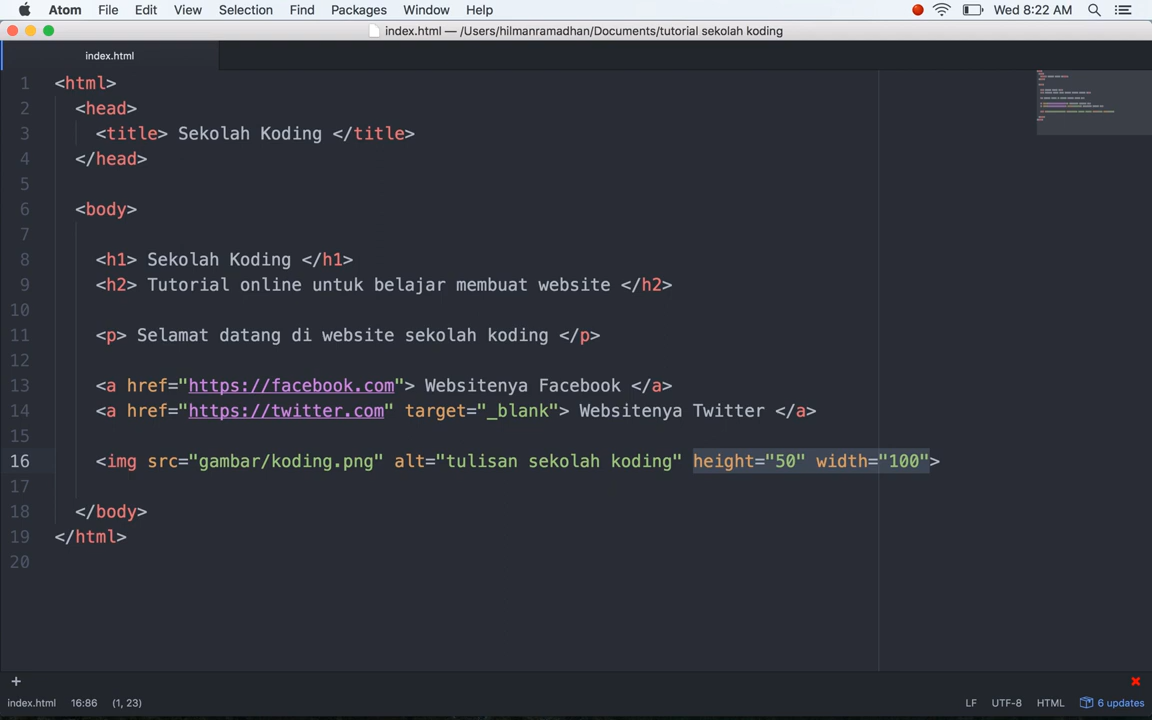 Atom File Edit View Selection Find Packages Window Help Wed 8:22 AM
index.html — /Users/hilmanramadhan/Documents/tutorial sekolah koding
index.html
1 <html>
2 <head>
3 <title> Sekolah Koding </title>
4 </head>
5
6 <body>
7
8 <h1> Sekolah Koding </h1>
9 <h2> Tutorial online untuk belajar membuat website </h2>
10
11 <p> Selamat datang di website sekolah koding </p>
12
13 <a href="https://facebook.com"> Websitenya Facebook </a>
14 <a href="https://twitter.com" target="_blank"> Websitenya Twitter </a>
15
16 <img src="gambar/koding.png" alt="tulisan sekolah koding" height="50" width="100">
17
18 </body>
19 </html>
20
+
index.html 16:86 (1, 23) LF UTF-8 HTML 6 updates